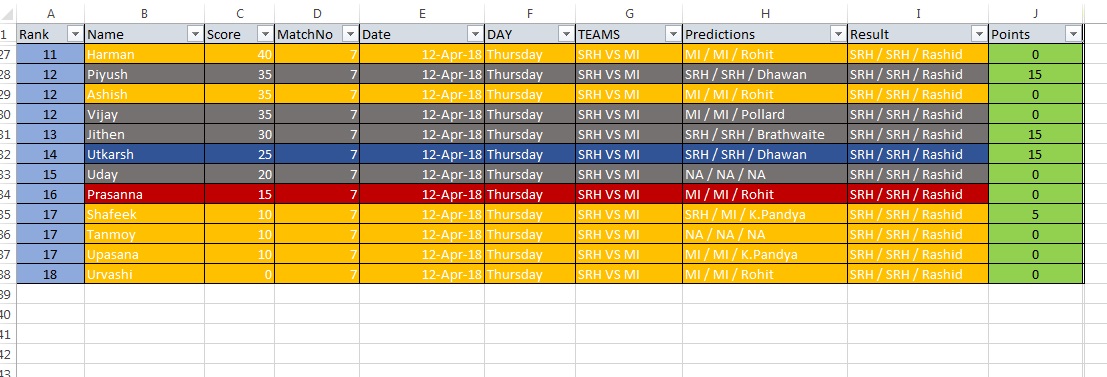 A B C D E F G H I J
1 Rank Name Score MatchNo Date DAY TEAMS Predictions Result Points
27 11 Harman 40 7 12-Apr-18 Thursday SRH VS MI MI / MI / Rohit SRH / SRH / Rashid 0
28 12 Piyush 35 7 12-Apr-18 Thursday SRH VS MI SRH / SRH / Dhawan SRH / SRH / Rashid 15
29 12 Ashish 35 7 12-Apr-18 Thursday SRH VS MI MI / MI / Rohit SRH / SRH / Rashid 0
30 12 Vijay 35 7 12-Apr-18 Thursday SRH VS MI MI / MI / Pollard SRH / SRH / Rashid 0
31 13 Jithen 30 7 12-Apr-18 Thursday SRH VS MI SRH / SRH / Brathwaite SRH / SRH / Rashid 15
32 14 Utkarsh 25 7 12-Apr-18 Thursday SRH VS MI SRH / SRH / Dhawan SRH / SRH / Rashid 15
33 15 Uday 20 7 12-Apr-18 Thursday SRH VS MI NA / NA / NA SRH / SRH / Rashid 0
34 16 Prasanna 15 7 12-Apr-18 Thursday SRH VS MI MI / MI / Rohit SRH / SRH / Rashid 0
35 17 Shafeek 10 7 12-Apr-18 Thursday SRH VS MI SRH / MI / K.Pandya SRH / SRH / Rashid 5
36 17 Tanmoy 10 7 12-Apr-18 Thursday SRH VS MI NA / NA / NA SRH / SRH / Rashid 0
37 17 Upasana 10 7 12-Apr-18 Thursday SRH VS MI MI / MI / K.Pandya SRH / SRH / Rashid 0
38 18 Urvashi 0 7 12-Apr-18 Thursday SRH VS MI MI / MI / Rohit SRH / SRH / Rashid 0
39
40
41
42
43